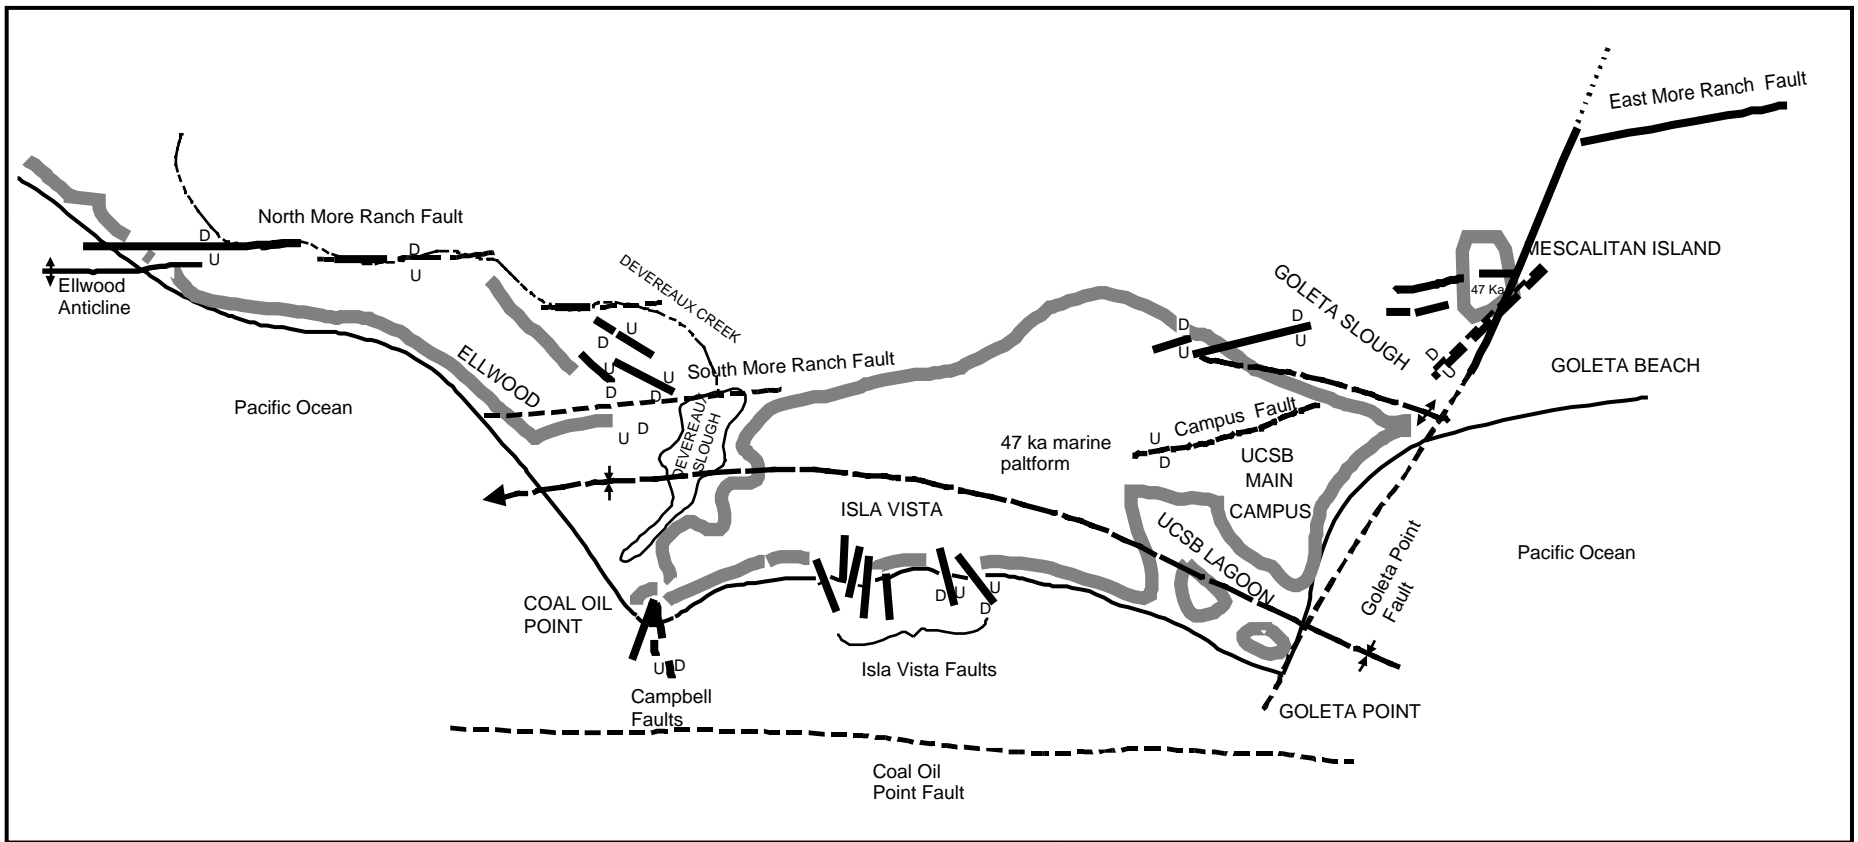 East More Ranch Fault
North More Ranch Fault
D
U
D
U
Ellwood
Anticline
DEVEREAUX CREEK
MESCALITAN ISLAND
47 Ka
GOLETA SLOUGH
D
U
D
U
D
U
GOLETA BEACH
U
D
U
D
U
D
South More Ranch Fault
ELLWOOD
Pacific Ocean
U
D
DEVEREAUX
SLOUGH
Campus Fault
U
D
47 ka marine
paltform
UCSB
MAIN
CAMPUS
ISLA VISTA
UCSB LAGOON
Goleta Point
Fault
Pacific Ocean
COAL OIL
POINT
D
U
U
D
Isla Vista Faults
U
D
Campbell
Faults
GOLETA POINT
Coal Oil
Point Fault